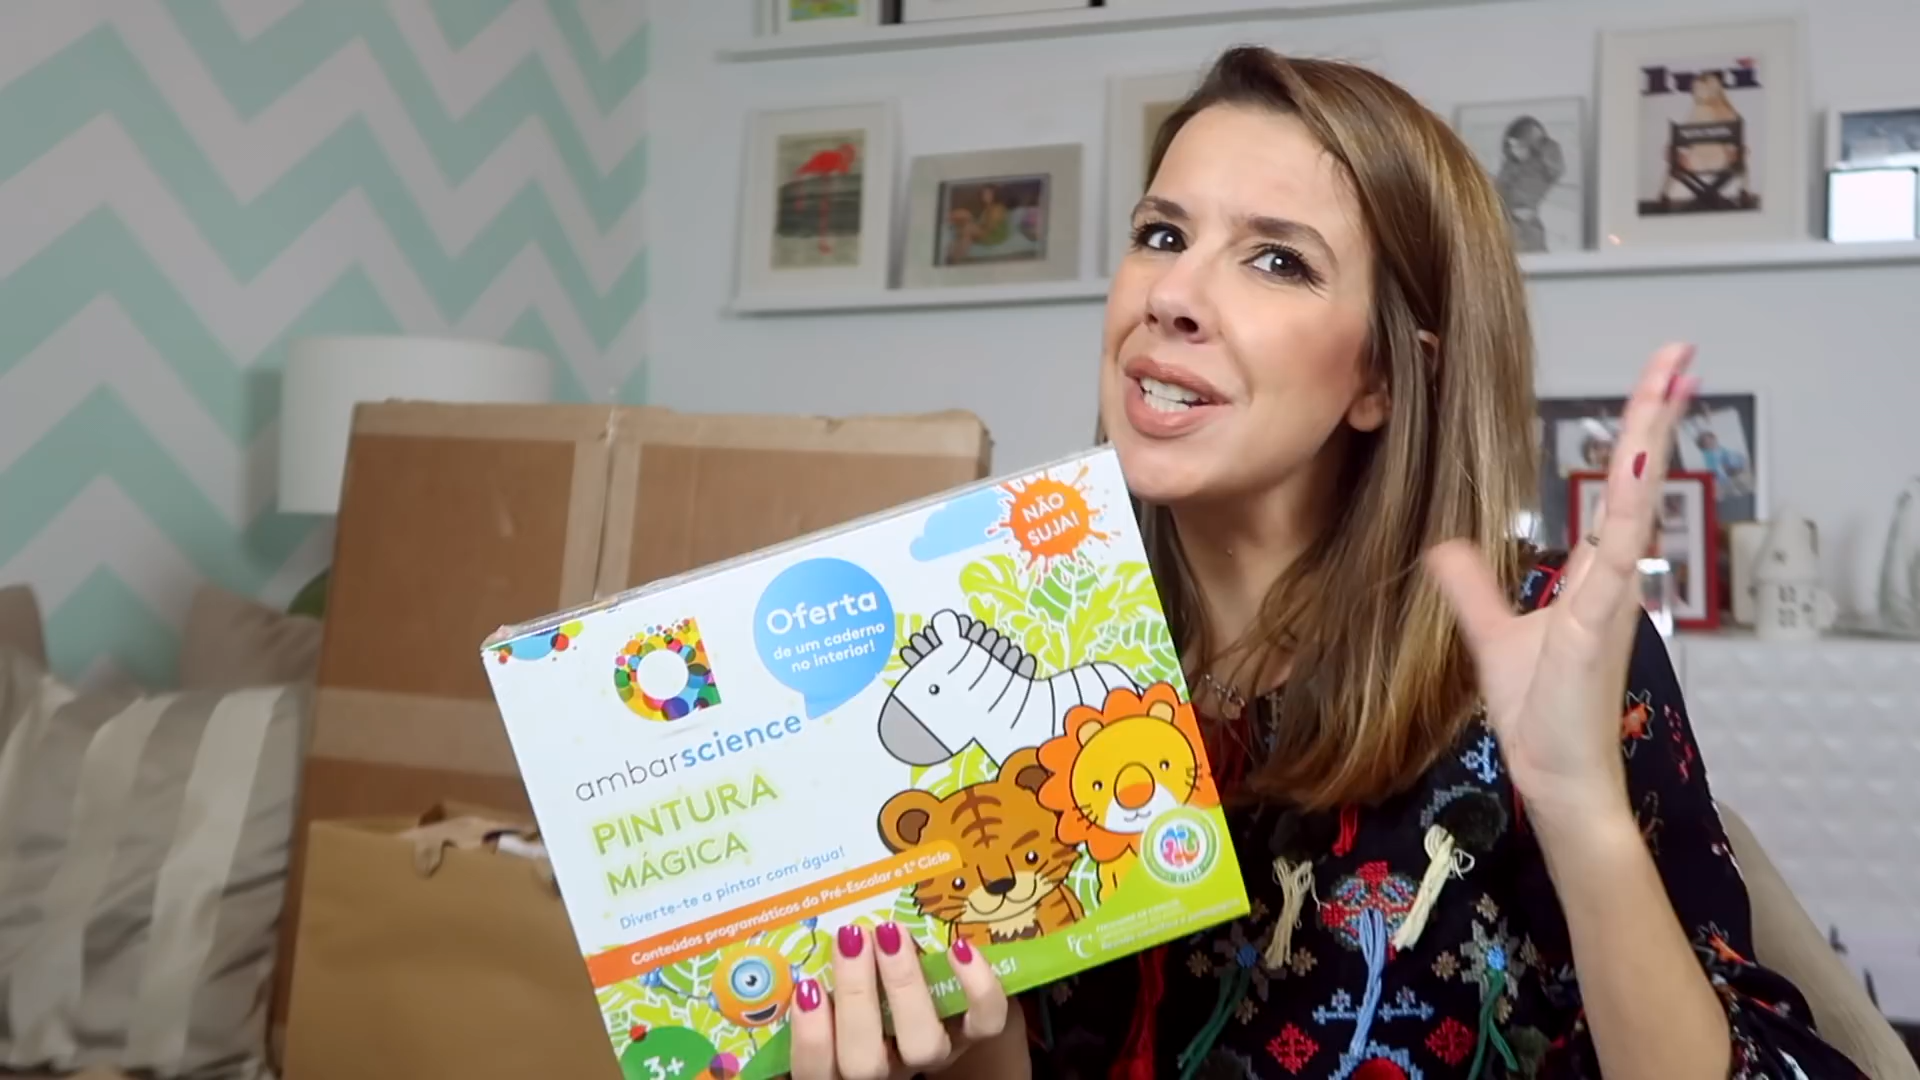 NÃO
SUJA!
Oferta
de um caderno
no interior!
ambarscience
PINTURA
MÁGICA
Diverte-te a pintar com água!
Conteúdos programáticos do Pré-Escolar e 1.º Ciclo
3+